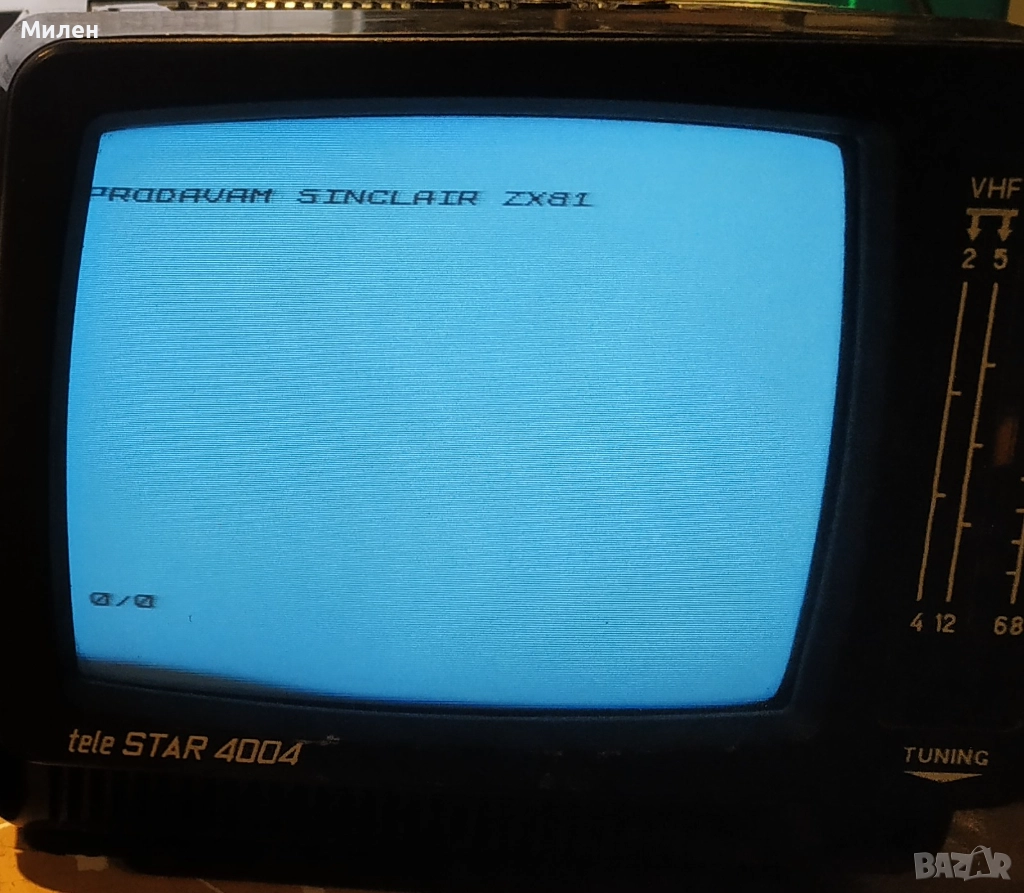 Милен
PRODAVAM SINCLAIR ZX81
0/0
VHF
2 5
4 12 68
tele STAR 4004
TUNING
BAZAR